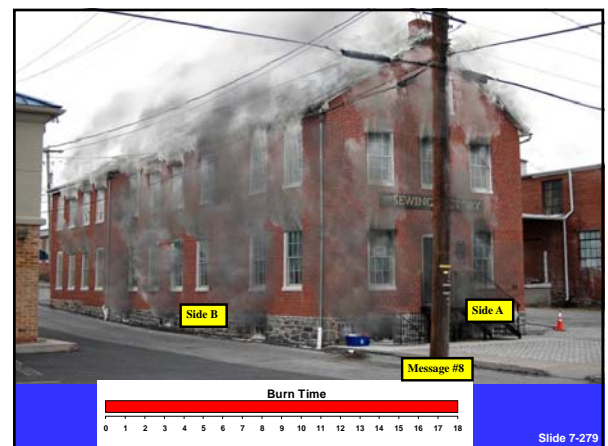 SEWING FACTORY
Side B
Side A
Message #8
Burn Time
0 1 2 3 4 5 6 7 8 9 10 11 12 13 14 15 16 17 18
Slide 7-279